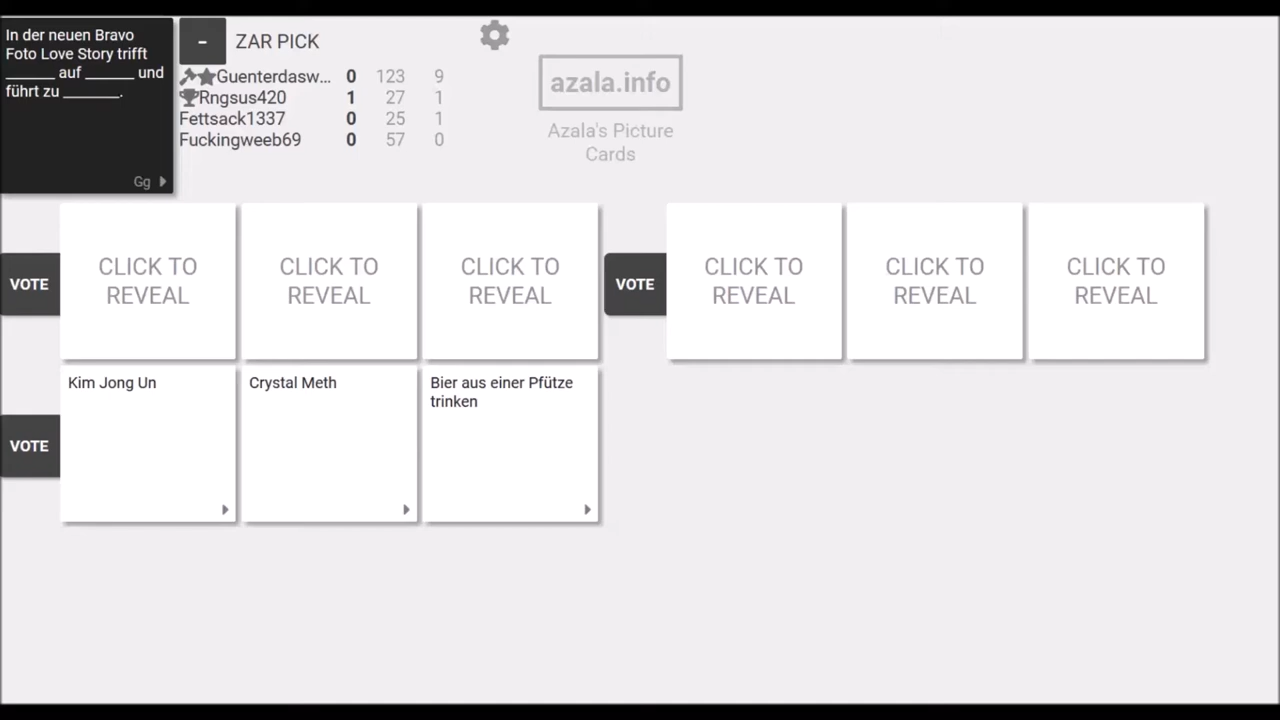 In der neuen Bravo
Foto Love Story trifft
______ auf ______ und
führt zu _______.
Gg
-
ZAR PICK
Guenterdasw... 0 123 9
Rngsus420 1 27 1
Fettsack1337 0 25 1
Fuckingweeb69 0 57 0
azala.info
Azala's Picture
Cards
VOTE
CLICK TO
REVEAL
CLICK TO
REVEAL
CLICK TO
REVEAL
VOTE
CLICK TO
REVEAL
CLICK TO
REVEAL
CLICK TO
REVEAL
VOTE
Kim Jong Un
Crystal Meth
Bier aus einer Pfütze
trinken